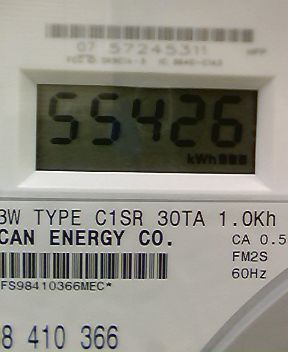 07 57245311
55426
kWh
3W TYPE C1SR 30TA 1.0Kh
CAN ENERGY CO.
CA 0.5
FM2S
60Hz
FS98410366MEC*
8 410 366